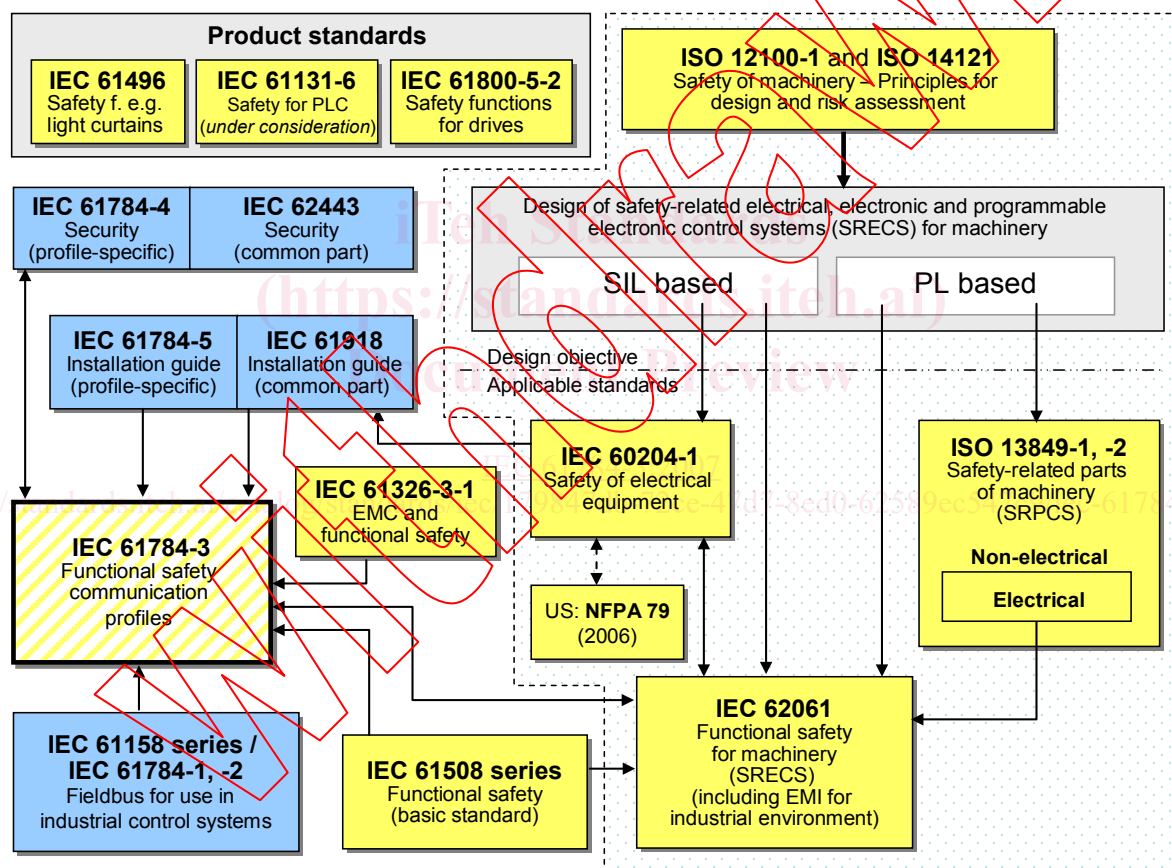 Product standards
IEC 61496
Safety f. e.g.
light curtains
IEC 61131-6
Safety for PLC
(under consideration)
IEC 61800-5-2
Safety functions
for drives
ISO 12100-1 and ISO 14121
Safety of machinery – Principles for
design and risk assessment
IEC 61784-4
Security
(profile-specific)
IEC 62443
Security
(common part)
Design of safety-related electrical, electronic and programmable
electronic control systems (SRECS) for machinery
SIL based
PL based
iTeh Standards
(https://standards.iteh.ai)
Document Preview
IEC 61784-5
Installation guide
(profile-specific)
IEC 61918
Installation guide
(common part)
Design objective
Applicable standards
IEC 60204-1
Safety of electrical
equipment
ISO 13849-1, -2
Safety-related parts
of machinery
(SRPCS)
Non-electrical
Electrical
IEC 61326-3-1
EMC and
functional safety
IEC 61784-3
Functional safety
communication
profiles
US: NFPA 79
(2006)
IEC 61158 series /
IEC 61784-1, -2
Fieldbus for use in
industrial control systems
IEC 61508 series
Functional safety
(basic standard)
IEC 62061
Functional safety
for machinery
(SRECS)
(including EMI for
industrial environment)